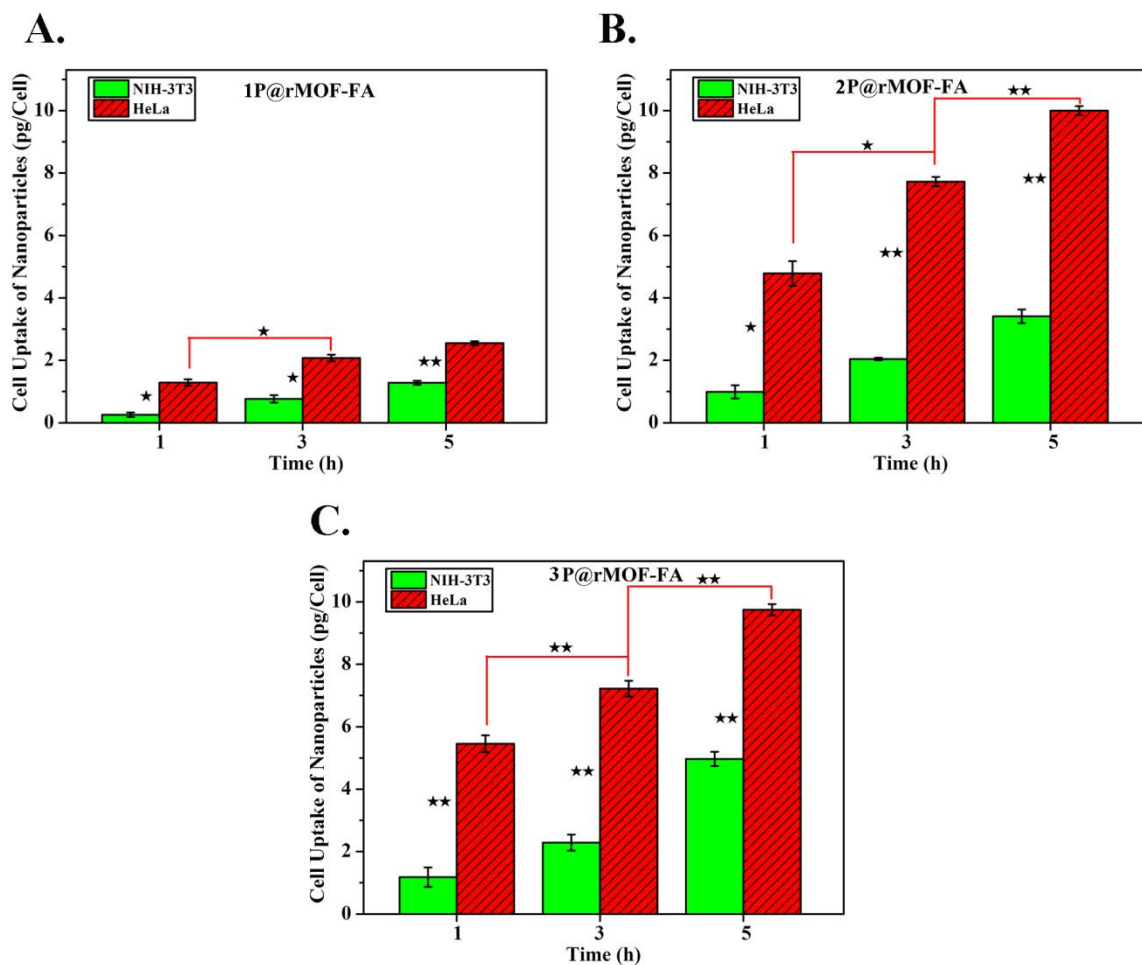 A.
1P@rMOF-FA
NIH-3T3
HeLa
Cell Uptake of Nanoparticles (pg/Cell)
10
8
6
4
2
0
★
★
★
★★
1 3 5
Time (h)
B.
2P@rMOF-FA
NIH-3T3
HeLa
Cell Uptake of Nanoparticles (pg/Cell)
10
8
6
4
2
0
★★
★
★★
★★
★
1 3 5
Time (h)
C.
3P@rMOF-FA
NIH-3T3
HeLa
Cell Uptake of Nanoparticles (pg/Cell)
10
8
6
4
2
0
★★
★★
★★
★★
★★
1 3 5
Time (h)